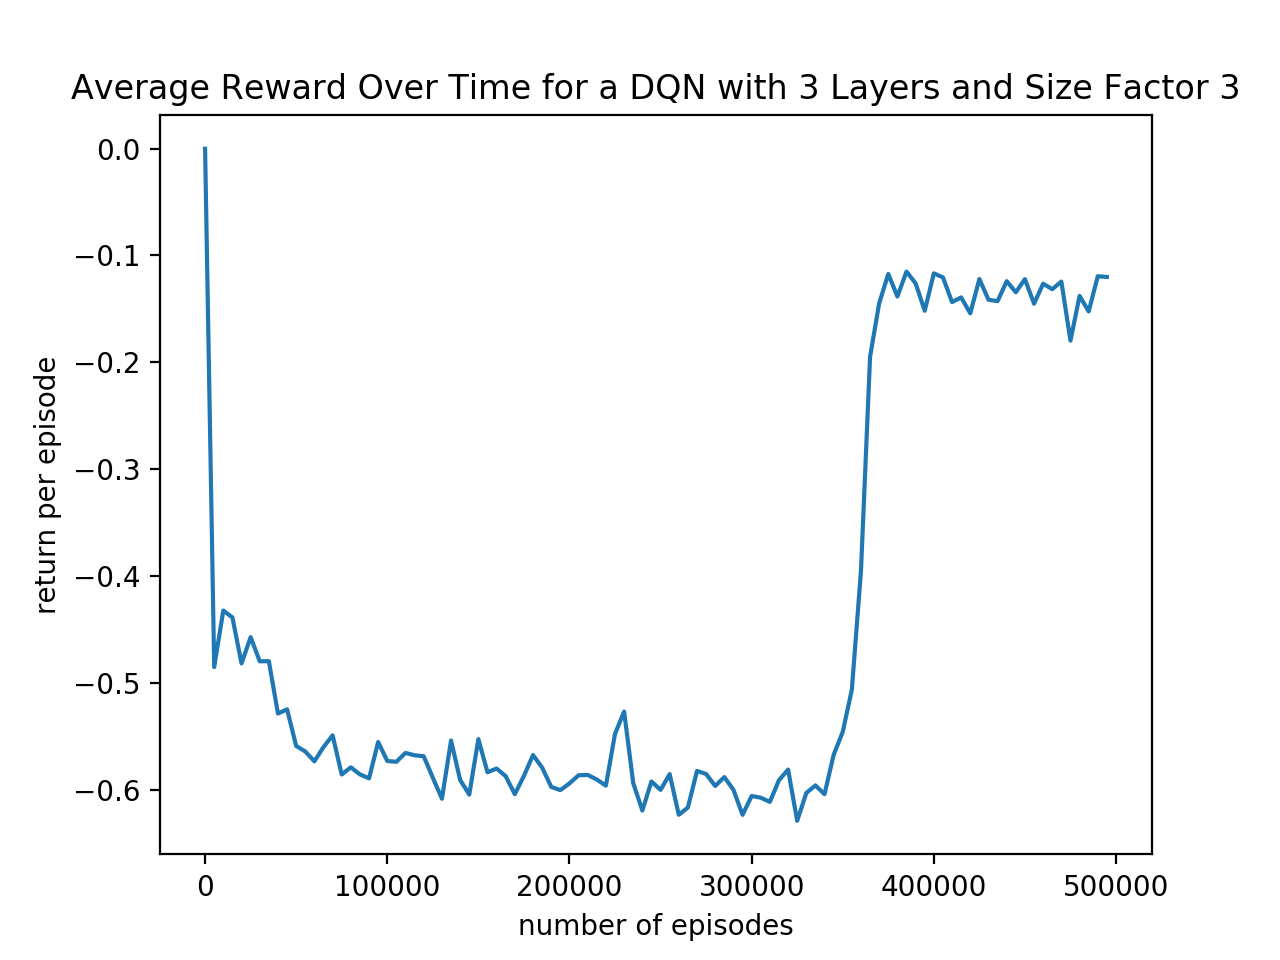 Average Reward Over Time for a DQN with 3 Layers and Size Factor 3
0.0
−0.1
−0.2
−0.3
−0.4
−0.5
−0.6
return per episode
0 100000 200000 300000 400000 500000
number of episodes